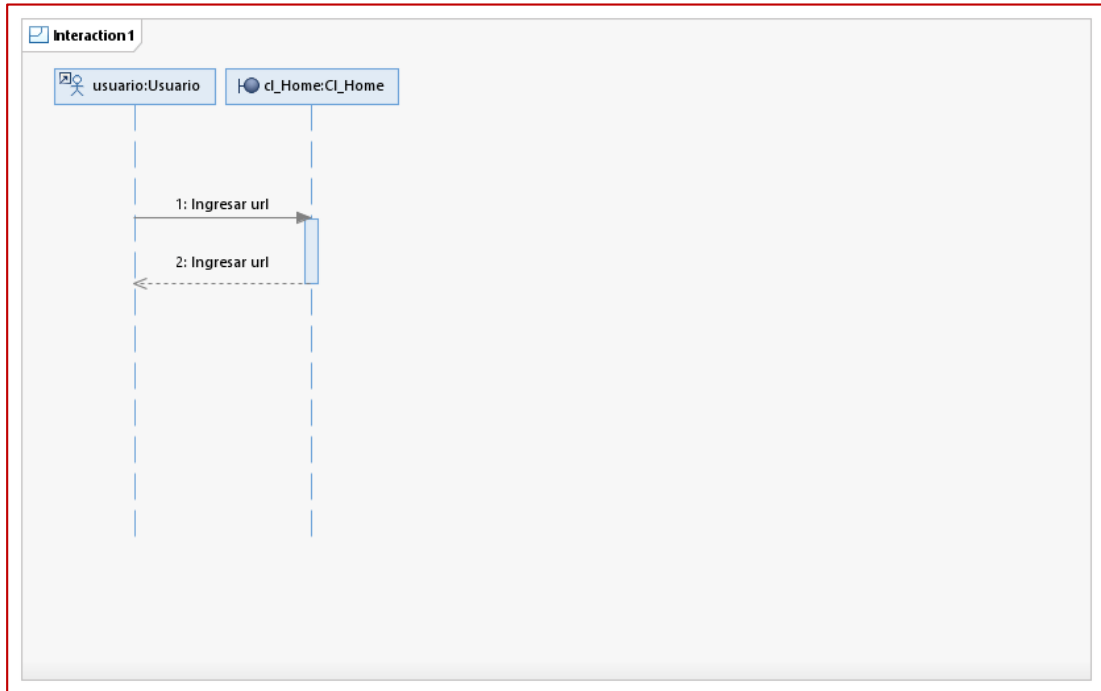 Interaction1
usuario:Usuario
cl_Home:Cl_Home
1: Ingresar url
2: Ingresar url